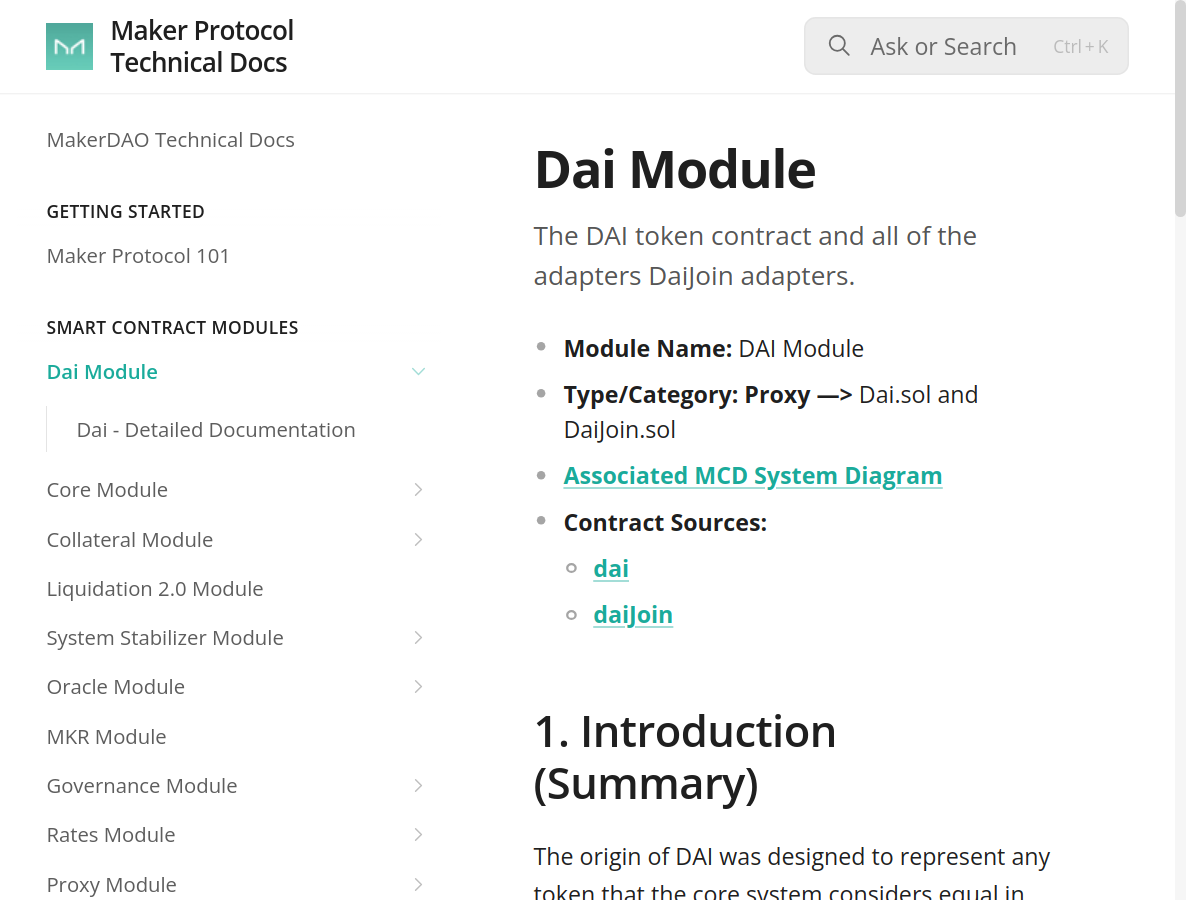 Maker Protocol
Technical Docs
Ask or Search
Ctrl + K
MakerDAO Technical Docs
GETTING STARTED
Maker Protocol 101
SMART CONTRACT MODULES
Dai Module
Dai - Detailed Documentation
Core Module
Collateral Module
Liquidation 2.0 Module
System Stabilizer Module
Oracle Module
MKR Module
Governance Module
Rates Module
Proxy Module
Dai Module
The DAI token contract and all of the
adapters DaiJoin adapters.
Module Name: DAI Module
Type/Category: Proxy —> Dai.sol and
DaiJoin.sol
Associated MCD System Diagram
Contract Sources:
dai
daiJoin
1. Introduction
(Summary)
The origin of DAI was designed to represent any
token that the core system considers equal in